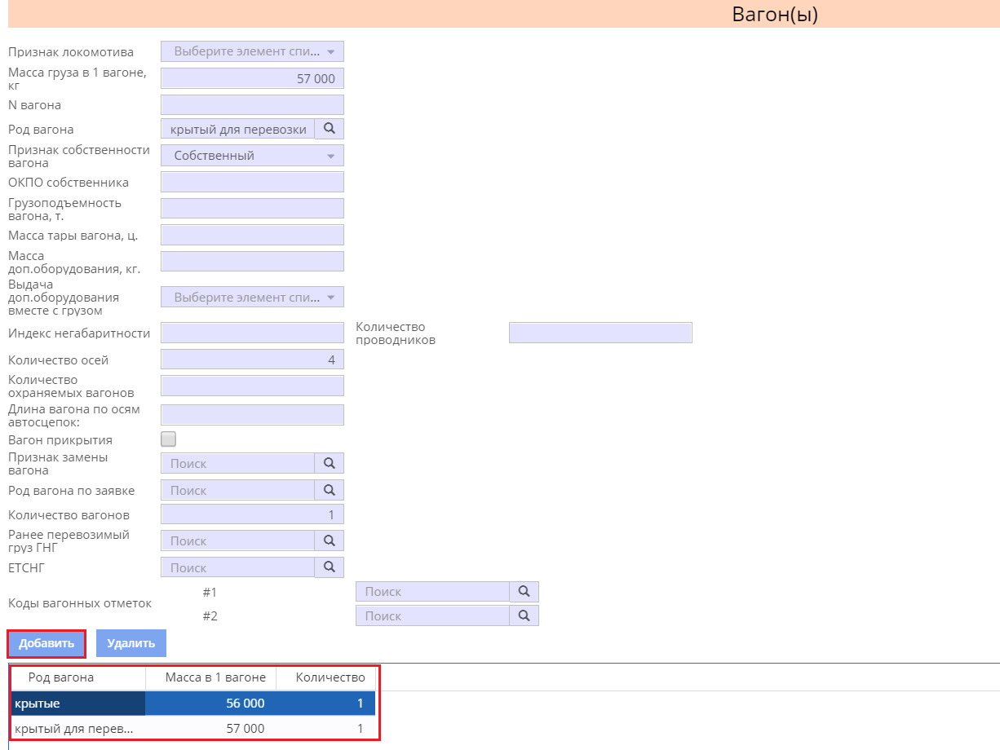 Вагон(ы)
Признак локомотива Выберите элемент спи...
Масса груза в 1 вагоне,
кг 57 000
N вагона
Род вагона крытый для перевозки
Признак собственности
вагона Собственный
ОКПО собственника
Грузоподъемность
вагона, т.
Масса тары вагона, ц.
Масса
доп.оборудования, кг.
Выдача
доп.оборудования
вместе с грузом Выберите элемент спи...
Индекс негабаритности Количество
проводников
Количество осей 4
Количество
охраняемых вагонов
Длина вагона по осям
автосцепок:
Вагон прикрытия
Признак замены
вагона Поиск
Род вагона по заявке Поиск
Количество вагонов 1
Ранее перевозимый
груз ГНГ Поиск
ЕТСНГ Поиск
Коды вагонных отметок #1 Поиск
#2 Поиск
Добавить Удалить
Род вагона Масса в 1 вагоне Количество
крытые 56 000 1
крытый для перев... 57 000 1